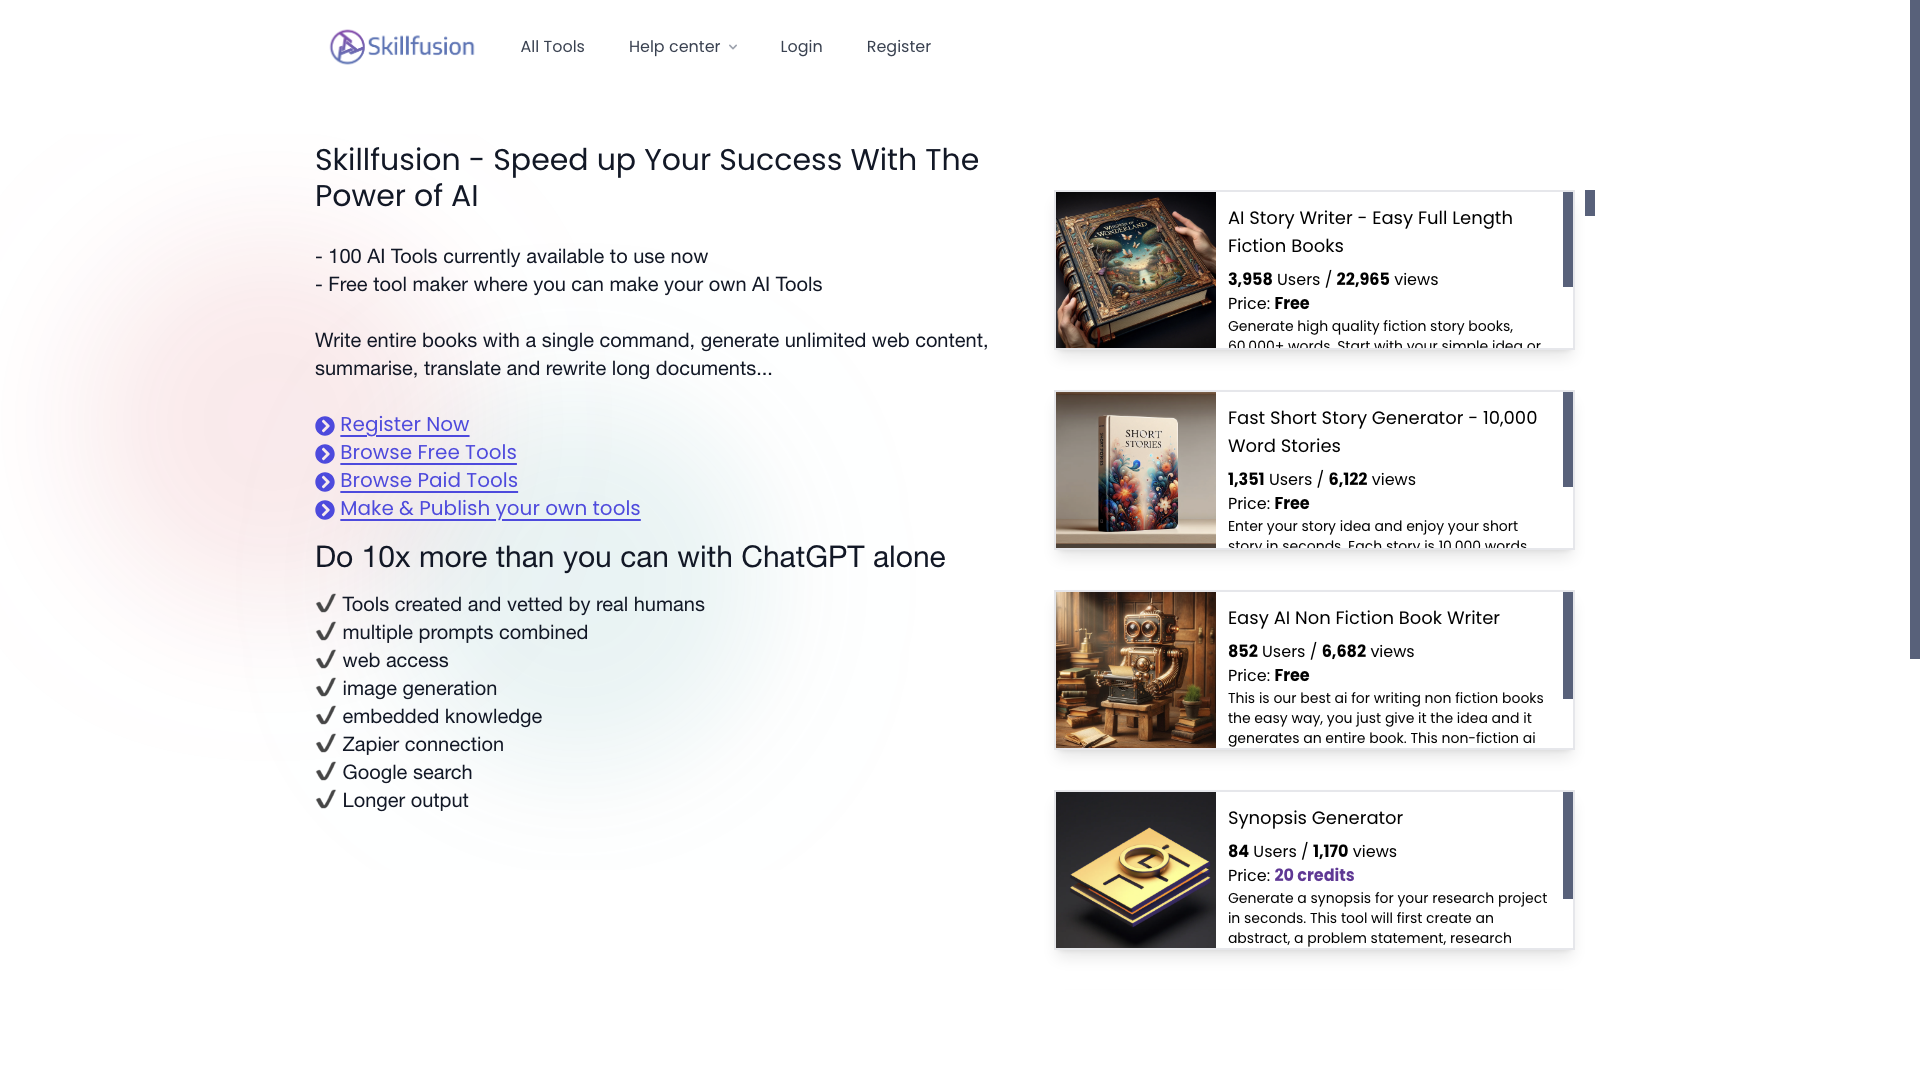 Skillfusion
All Tools
Help center
Login
Register
Skillfusion - Speed up Your Success With The
Power of AI
- 100 AI Tools currently available to use now
- Free tool maker where you can make your own AI Tools
Write entire books with a single command, generate unlimited web content,
summarise, translate and rewrite long documents...
Register Now
Browse Free Tools
Browse Paid Tools
Make & Publish your own tools
Do 10x more than you can with ChatGPT alone
Tools created and vetted by real humans
multiple prompts combined
web access
image generation
embedded knowledge
Zapier connection
Google search
Longer output
WONDERLAND
AI Story Writer - Easy Full Length
Fiction Books
3,958 Users / 22,965 views
Price: Free
Generate high quality fiction story books,
60,000+ words. Start with your simple idea or
SHORT
STORIES
Fast Short Story Generator - 10,000
Word Stories
1,351 Users / 6,122 views
Price: Free
Enter your story idea and enjoy your short
story in seconds. Each story is 10,000 words
Easy AI Non Fiction Book Writer
852 Users / 6,682 views
Price: Free
This is our best ai for writing non fiction books
the easy way, you just give it the idea and it
generates an entire book. This non-fiction ai
Synopsis Generator
84 Users / 1,170 views
Price: 20 credits
Generate a synopsis for your research project
in seconds. This tool will first create an
abstract, a problem statement, research